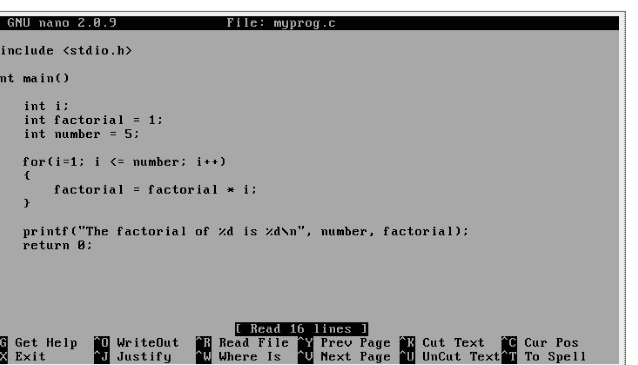 GNU nano 2.0.9 File: myprog.c
include <stdio.h>
nt main()
int i;
int factorial = 1;
int number = 5;
for(i=1; i <= number; i++)
{
factorial = factorial * i;
}
printf("The factorial of %d is %d\n", number, factorial);
return 0;
[ Read 16 lines ]
G Get Help ^O WriteOut ^R Read File ^Y Prev Page ^K Cut Text ^C Cur Pos
X Exit ^J Justify ^W Where Is ^V Next Page ^U UnCut Text ^T To Spell